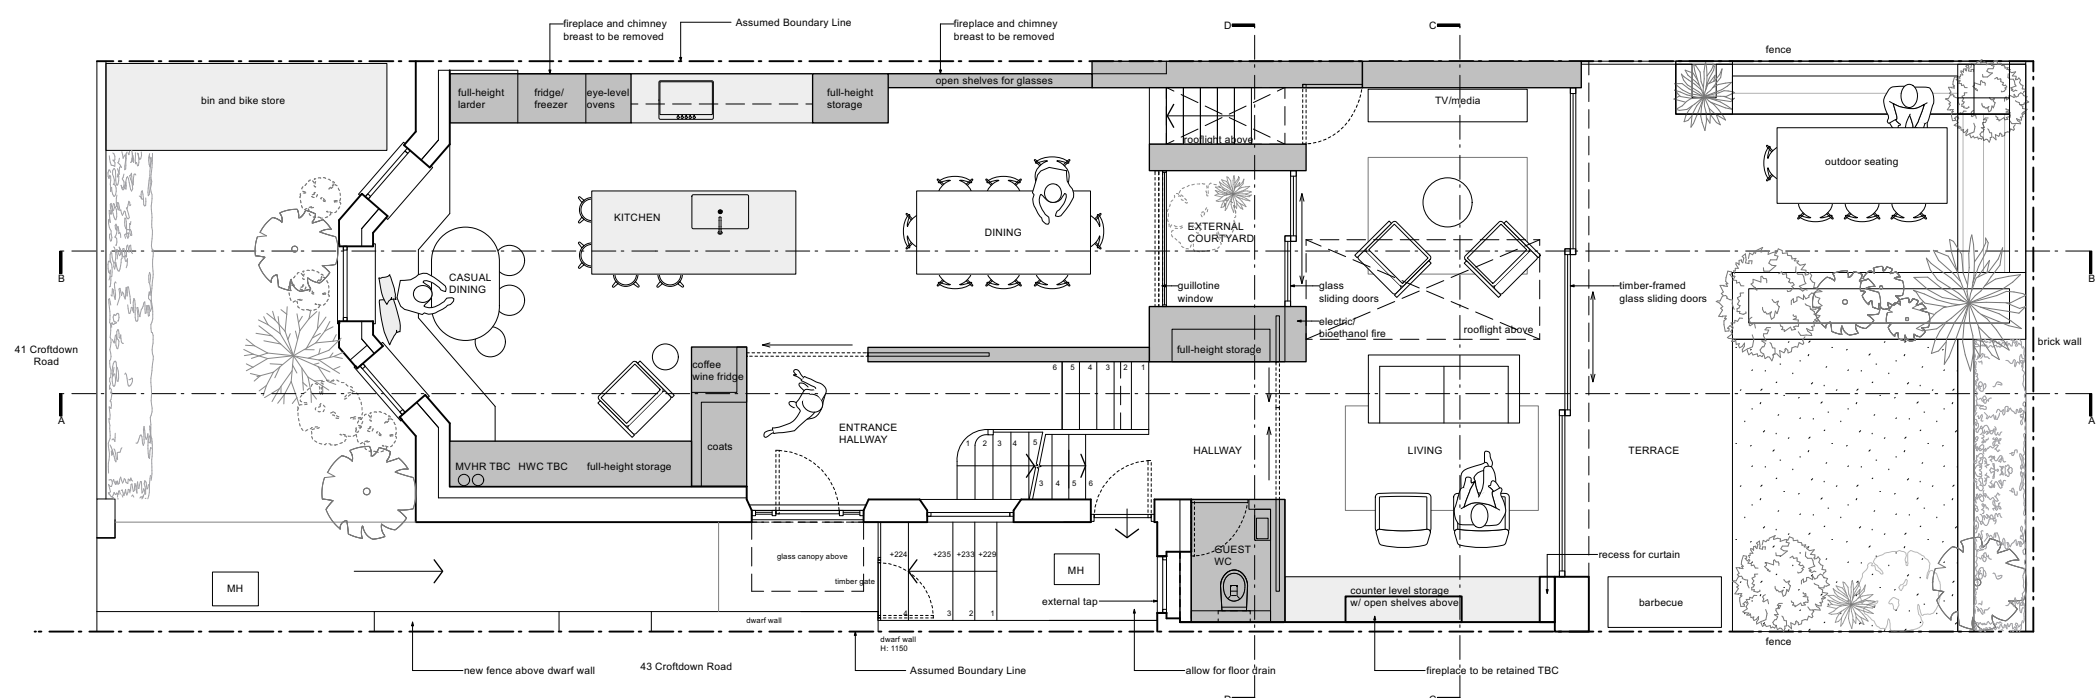 fireplace and chimney
breast to be removed
Assumed Boundary Line
fireplace and chimney
breast to be removed
D
C
fence
bin and bike store
full-height
larder
fridge/
freezer
eye-level
ovens
full-height
storage
open shelves for glasses
TV/media
rooflight above
outdoor seating
KITCHEN
DINING
EXTERNAL
COURTYARD
CASUAL
DINING
B
B
guillotine
window
glass
sliding doors
timber-framed
glass sliding doors
electric/
bioethanol fire
rooflight above
41 Croftdown
Road
full-height storage
brick wall
coffee
wine fridge
6 5 4 3 2 1
A
A
ENTRANCE
HALLWAY
coats
1 2 3 4 5
HALLWAY
LIVING
TERRACE
MVHR TBC HWC TBC full-height storage
3 4 5 6
glass canopy above
timber gate
+224 +235 +233 +229
GUEST
WC
recess for curtain
MH
MH
external tap
counter level storage
w/ open shelves above
barbecue
4 3 2 1
dwarf wall
dwarf wall
H: 1150
fence
new fence above dwarf wall
43 Croftdown Road
Assumed Boundary Line
allow for floor drain
fireplace to be retained TBC
D
C